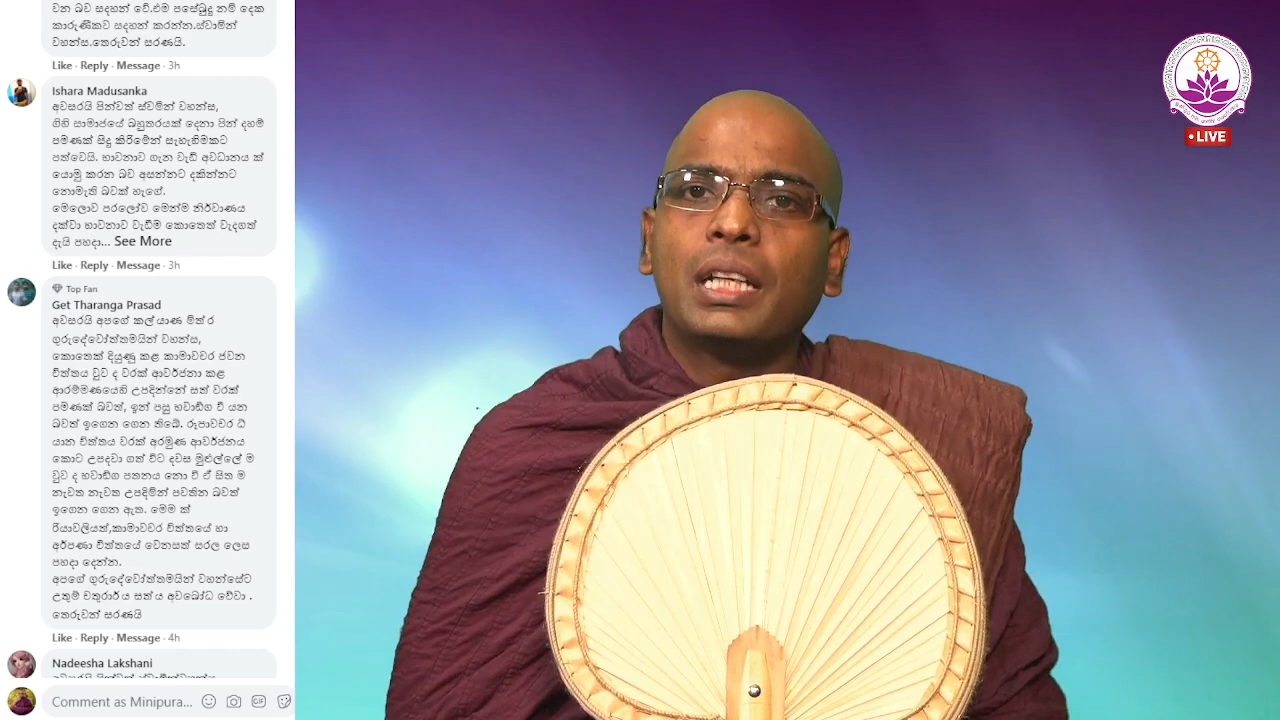 වන බව සඳහන් වේ.එම පසේබුදු නම් දෙක
කාරුණිකව සදහන් කරන්න.ස්වාමින්
වහන්ස.තෙරුවන් සරණයි.
Like · Reply · Message · 3h
Ishara Madusanka
අවසරයි පින්වත් ස්වමින් වහන්ස,
ගිහි සාමාජයේ බහුතරයක් දෙනා පින් දහම්
පමණක් සිදු කිරීමේන් සැහැහීමකට
පත්වෙයි. භාවනාව ගැන වැඩි අවධානය ක්
යොමු කරන බව අසන්නට දකින්නට
නොමැති බවක් හැගේ.
මෙලොව පරලෝව මෙන්ම නිර්වාණය
දක්වා භාවනාව වැඩීම කොතෙත් වැදගත්
දැයි පහදා... See More
Like · Reply · Message · 3h
Top Fan
Get Tharanga Prasad
අවසරයි අපගේ කල් යාණ මිත් ර
ගුරුදේවෝත්තමයින් වහන්ස,
කොතෙක් දියුණු කළ කාමාවචර ජවන
චිත්තය වුව ද වරක් ආවර්ජනා කළ
ආරම්මණයෙහි උපදින්නේ සත් වරක්
පමණක් බවත්, ඉන් පසු භවාඞ්ග වී යන
බවත් ඉගෙන ගෙන තිබේ. රූපාවචර ධ්
යාන චිත්තය වරක් අරමුණ ආවර්ජනය
කොට උපදවා ගත් විට දවස මුළුල්ලේ ම
වුව ද භවාඞ්ග පතනය නො වී ඒ සිත ම
නැවත නැවත උපදිමින් පවතින බවත්
ඉගෙන ගෙන ඇත. මෙම ක්
රියාවලියත්,කාමාවචර චිත්තයේ හා
අර්පණා චිත්තයේ වෙනසත් සරල ලෙස
පහදා දෙන්න.
අපගේ ගුරුදේවෝත්තමයින් වහන්සේට
උතුම් චතුරාර්ය සත් ය අවබෝධ වේවා .
තෙරුවන් සරණයි
Like · Reply · Message · 4h
Nadeesha Lakshani
Comment as Minipura...
GIF
LIVE